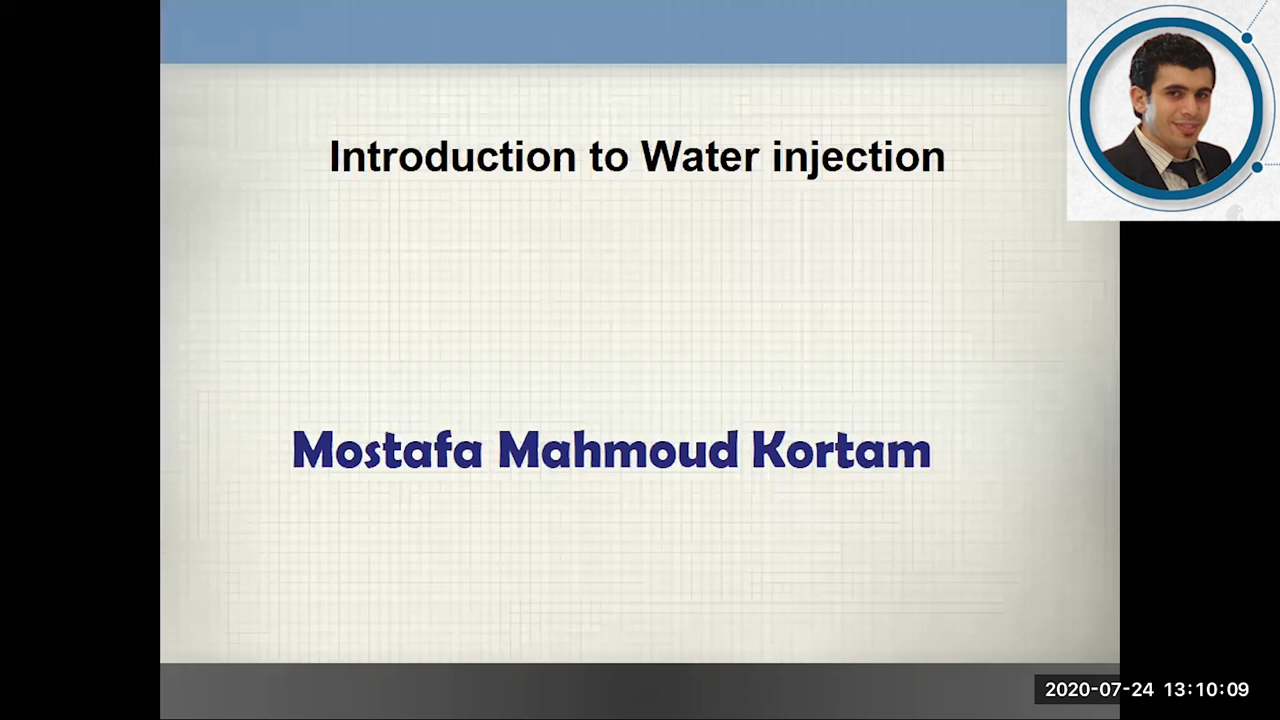 Introduction to Water injection
Mostafa Mahmoud Kortam
2020-07-24 13:10:09